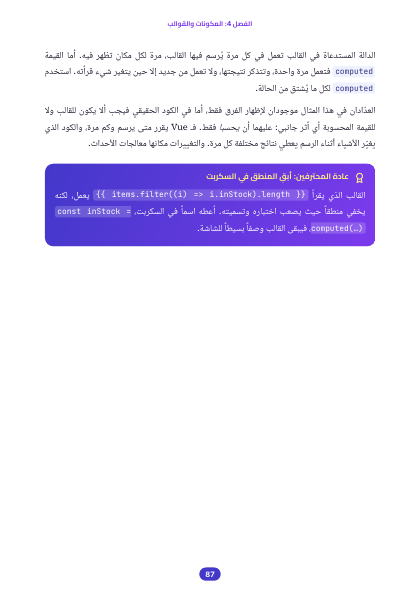 الفصل 4: المكونات والقوالب
الدالة المستدعاة في القالب تعمل في كل مرة يُرسم فيها القالب، مرة لكل مكان تظهر فيه. أما القيمة
computed فتعمل مرة واحدة، وتتذكر نتيجتها، ولا تعمل من جديد إلا حين يتغير شيء قرأته. استخدم
computed لكل ما يُشتق من الحالة.
العدّادان في هذا المثال موجودان لإظهار الفرق فقط، أما في الكود الحقيقي فيجب ألا يكون للقالب ولا
للقيمة المحسوبة أي أثر جانبي: عليهما أن يحسبا فقط. فـ Vue يقرر متى يرسم وكم مرة، والكود الذي
يغيّر الأشياء أثناء الرسم يعطي نتائج مختلفة كل مرة. والتغييرات مكانها معالجات الأحداث.
عادة المحترفين: أبقِ المنطق في السكربت
القالب الذي يقرأ {{ items.filter((i) => i.inStock).length }} يعمل، لكنه
يخفي منطقاً حيث يصعب اختباره وتسميته. أعطه اسماً في السكربت، const inStock =
computed(…)، فيبقى القالب وصفاً بسيطاً للشاشة.
87